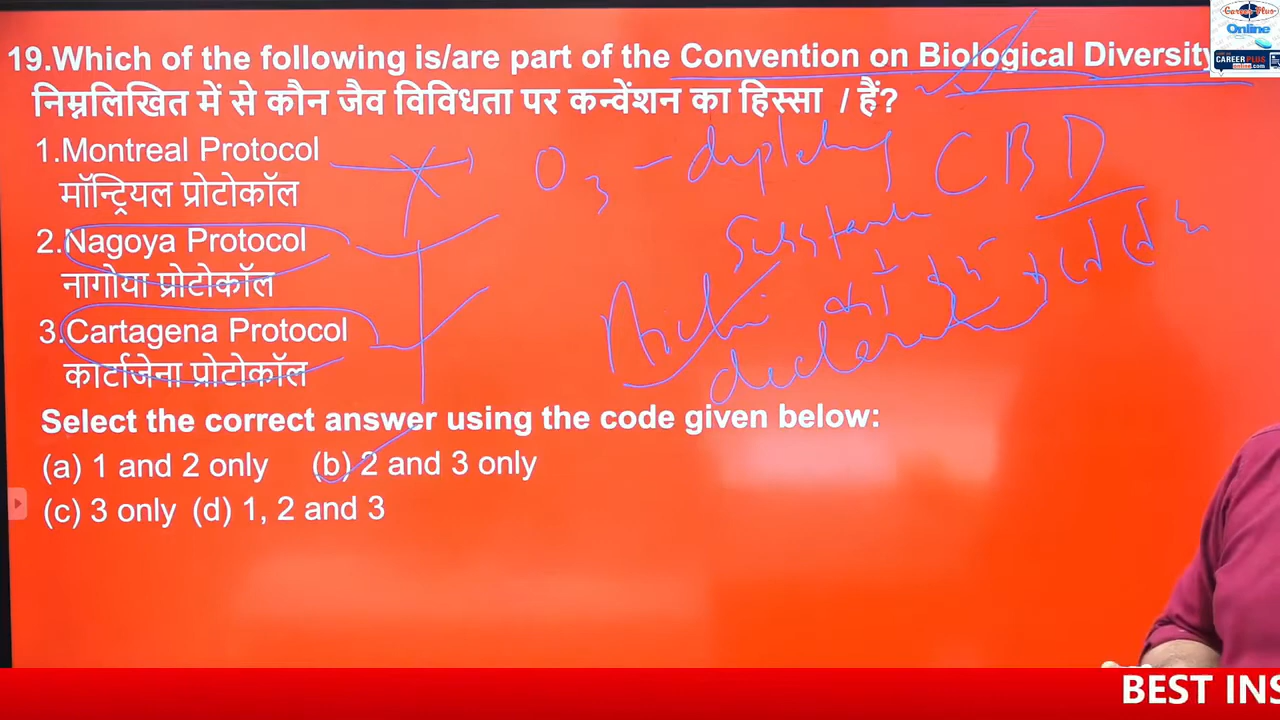 Career Plus
Online
CAREER PLUS
19.Which of the following is/are part of the Convention on Biological Diversity
निम्नलिखित में से कौन जैव विविधता पर कन्वेंशन का हिस्सा / हैं?
1.Montreal Protocol
O3 - depleting CBD
मॉन्ट्रियल प्रोटोकॉल
2.Nagoya Protocol
नागोया प्रोटोकॉल
3.Cartagena Protocol
declaration
कार्टाजेना प्रोटोकॉल
Select the correct answer using the code given below:
(a) 1 and 2 only (b) 2 and 3 only
(c) 3 only (d) 1, 2 and 3
BEST INS